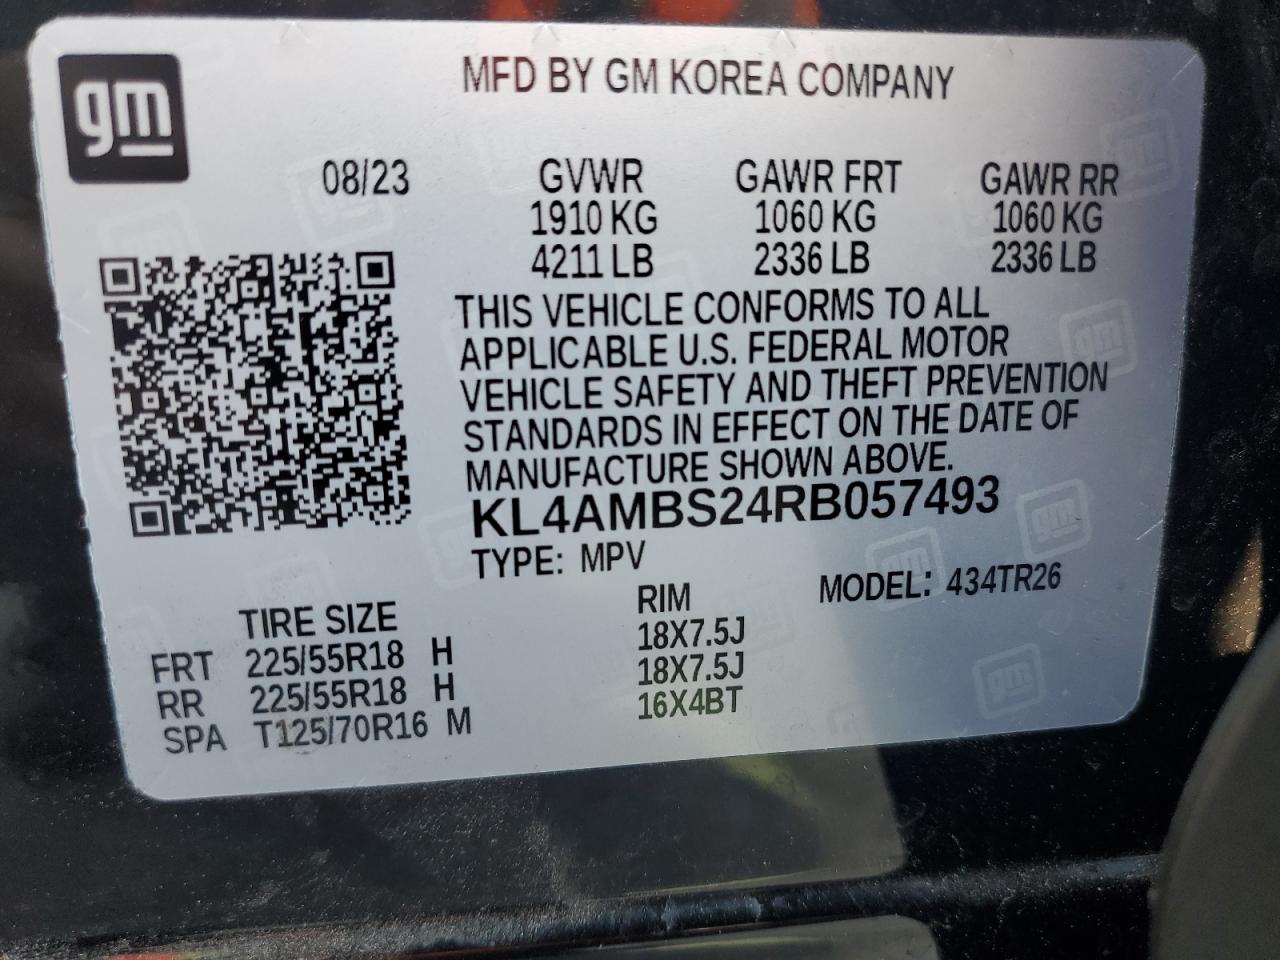 gm
MFD BY GM KOREA COMPANY
08/23 GVWR GAWR FRT GAWR RR
1910 KG 1060 KG 1060 KG
4211 LB 2336 LB 2336 LB
THIS VEHICLE CONFORMS TO ALL
APPLICABLE U.S. FEDERAL MOTOR
VEHICLE SAFETY AND THEFT PREVENTION
STANDARDS IN EFFECT ON THE DATE OF
MANUFACTURE SHOWN ABOVE.
KL4AMBS24RB057493
TYPE: MPV MODEL: 434TR26
TIRE SIZE RIM
FRT 225/55R18 H 18X7.5J
RR 225/55R18 H 18X7.5J
SPA T125/70R16 M 16X4BT